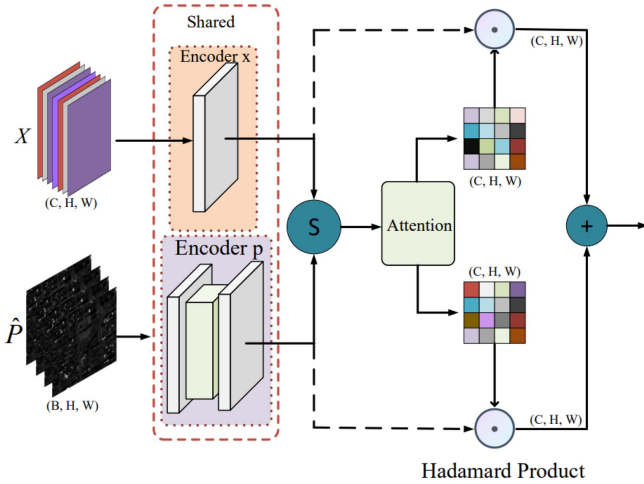 Shared
Encoder x
(C, H, W)
X
(C, H, W)
(C, H, W)
S
Attention
+
Encoder p
(C, H, W)
P̂
(B, H, W)
(C, H, W)
Hadamard Product